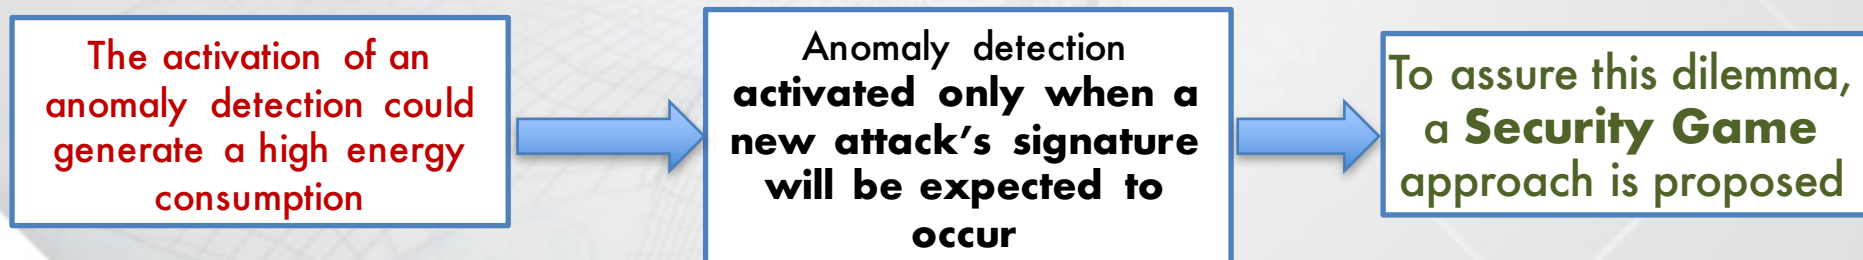 The activation of an
anomaly detection could
generate a high energy
consumption
Anomaly detection
activated only when a
new attack's signature
will be expected to
occur
To assure this dilemma,
a Security Game
approach is proposed